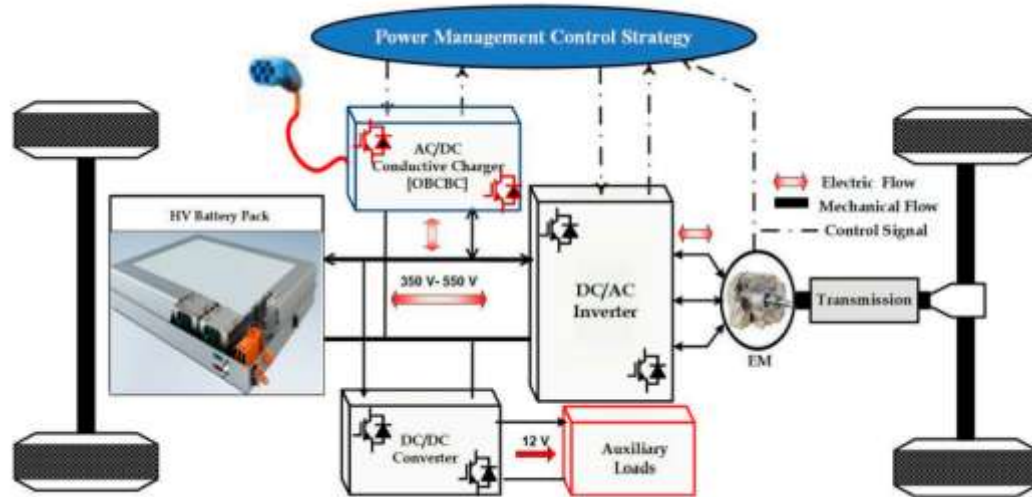 Power Management Control Strategy
AC/DC
Conductive Charger
[OBCBC]
HV Battery Pack
350 V- 550 V
DC/AC
Inverter
Electric Flow
Mechanical Flow
Control Signal
Transmission
EM
DC/DC
Converter
12 V
Auxiliary
Loads